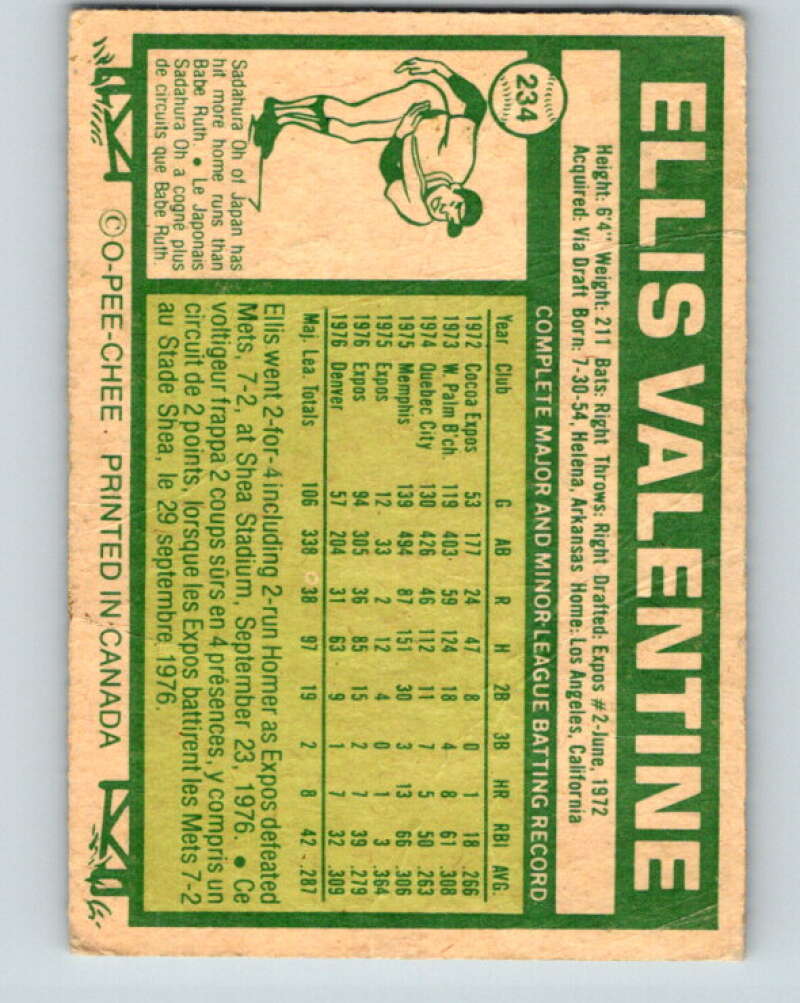 ELLIS VALENTINE
Height: 6'4" Weight: 211 Bats: Right Throws: Right Drafted: Expos #2-June, 1972
Acquired: Via Draft Born: 7-30-54, Helena, Arkansas Home: Los Angeles, California
234
COMPLETE MAJOR AND MINOR LEAGUE BATTING RECORD
Year Club G AB R H 2B 3B HR RBI AVG.
1972 Cocoa Expos 53 177 24 47 8 0 1 18 .266
1973 W. Palm B'ch. 119 403 59 124 18 4 8 61 .308
1974 Quebec City 130 426 46 112 11 7 5 50 .263
1975 Memphis 139 494 87 151 30 3 13 66 .306
1975 Expos 12 33 2 12 4 0 1 3 .364
1976 Expos 94 305 36 85 15 2 7 39 .279
1976 Denver 57 204 31 63 9 1 7 32 .309
Maj. Lea. Totals 106 338 38 97 19 2 8 42 .287
Ellis went 2-for-4 including 2-run Homer as Expos defeated
Mets, 7-2, at Shea Stadium, September 23, 1976. • Ce
voltigeur frappa 2 coups sûrs en 4 présences, y compris un
circuit de 2 points, lorsque les Expos battirent les Mets 7-2
au Stade Shea, le 29 septembre 1976.
Sadahura Oh of Japan has
hit more home runs than
Babe Ruth. • Le Japonais
Sadahura Oh a cogné plus
de circuits que Babe Ruth.
©O-PEE-CHEE. PRINTED IN CANADA